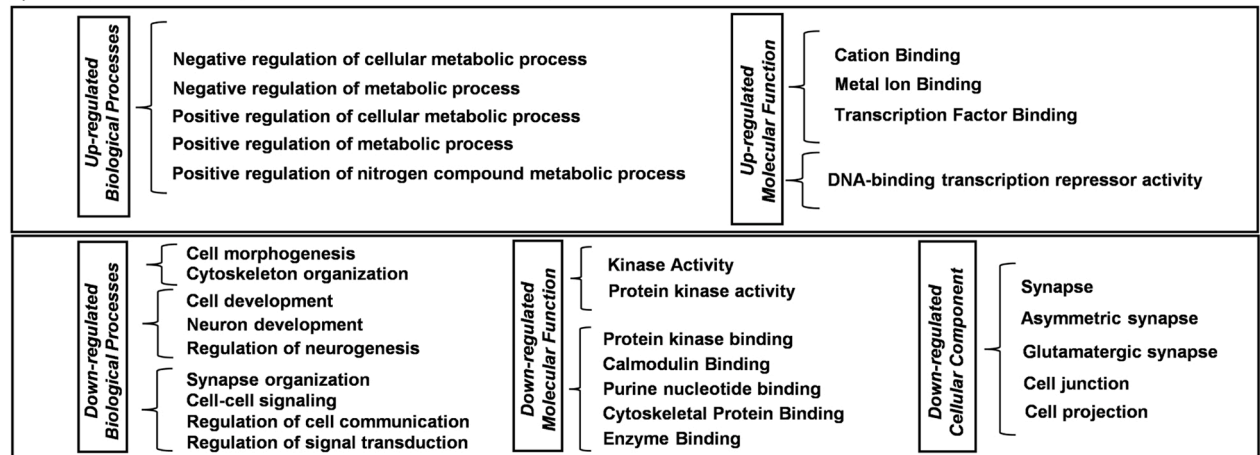 Up-regulated
Biological Processes
Negative regulation of cellular metabolic process
Negative regulation of metabolic process
Positive regulation of cellular metabolic process
Positive regulation of metabolic process
Positive regulation of nitrogen compound metabolic process
Up-regulated
Molecular Function
Cation Binding
Metal Ion Binding
Transcription Factor Binding
DNA-binding transcription repressor activity
Down-regulated
Biological Processes
Cell morphogenesis
Cytoskeleton organization
Cell development
Neuron development
Regulation of neurogenesis
Synapse organization
Cell-cell signaling
Regulation of cell communication
Regulation of signal transduction
Down-regulated
Molecular Function
Kinase Activity
Protein kinase activity
Protein kinase binding
Calmodulin Binding
Purine nucleotide binding
Cytoskeletal Protein Binding
Enzyme Binding
Down-regulated
Cellular Component
Synapse
Asymmetric synapse
Glutamatergic synapse
Cell junction
Cell projection